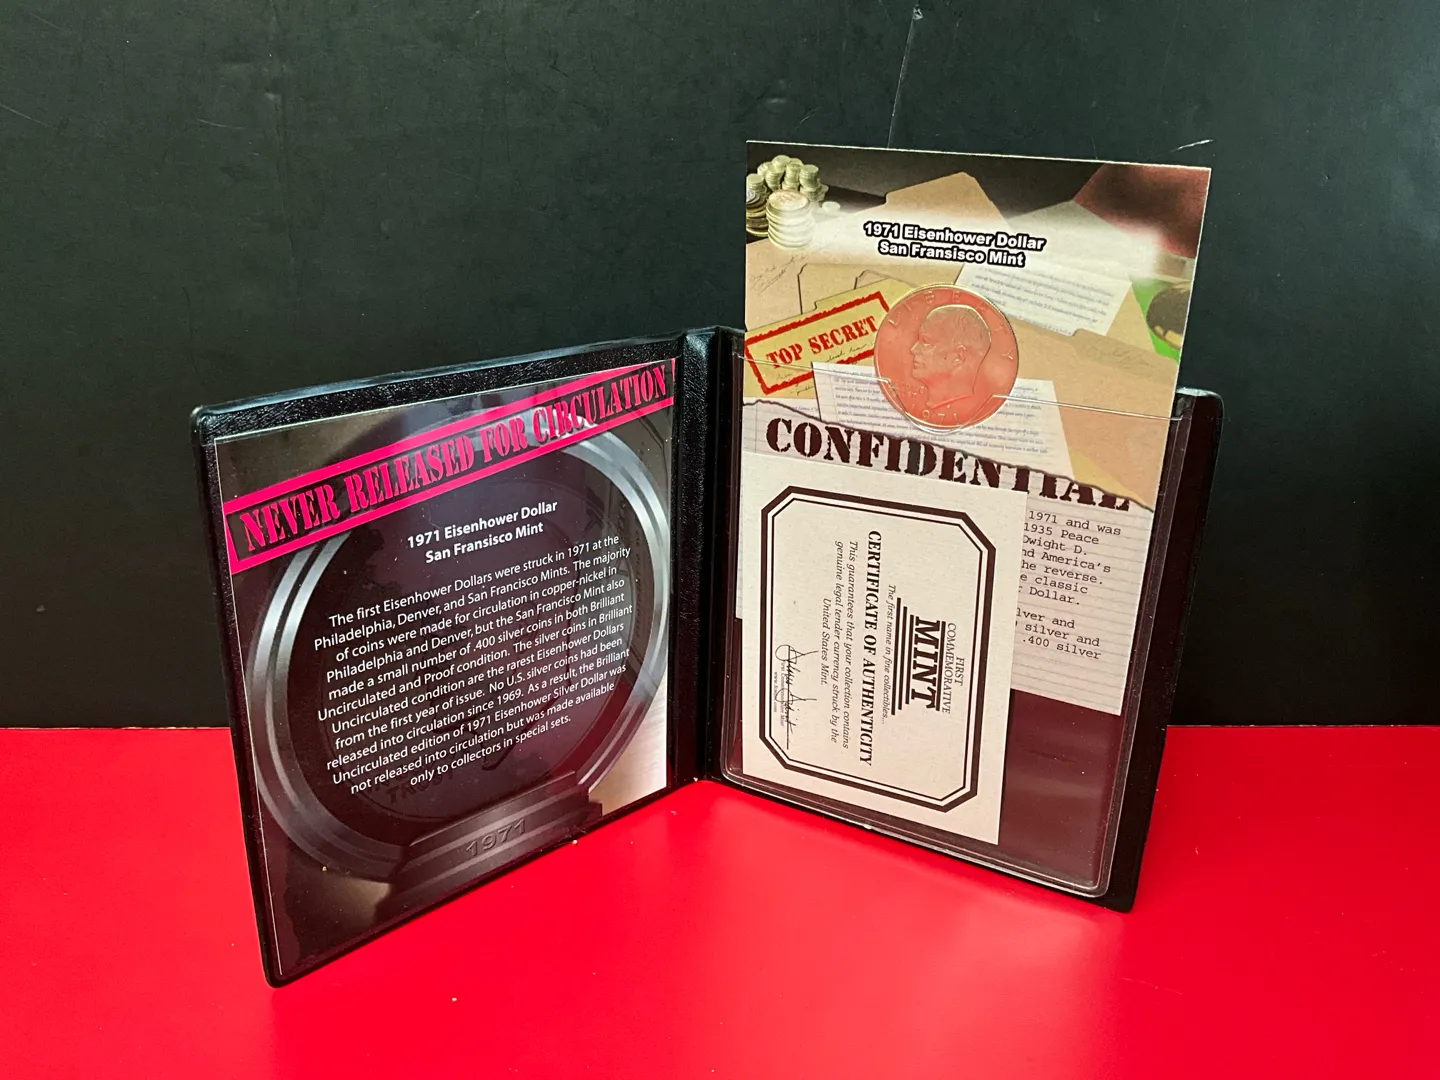 NEVER RELEASED FOR CIRCULATION
1971 Eisenhower Dollar
San Fransisco Mint
The first Eisenhower Dollars were struck in 1971 at the
Philadelphia, Denver, and San Francisco Mints. The majority
of coins were made for circulation in copper-nickel in
Philadelphia and Denver, but the San Francisco Mint also
made a small number of .400 silver coins in both Brilliant
Uncirculated and Proof condition. The silver coins in Brilliant
Uncirculated condition are the rarest Eisenhower Dollars
from the first year of issue. No U.S. silver coins had been
released into circulation since 1969. As a result, the Brilliant
Uncirculated edition of 1971 Eisenhower Silver Dollar was
not released into circulation but was made available
only to collectors in special sets.
1971
1971 Eisenhower Dollar
San Fransisco Mint
TOP SECRET
LIBERTY
1971
CONFIDENTIAL
1971 and was
1935 Peace
Dwight D.
nd America's
he reverse.
e classic
Dollar.
lver and
silver and
.400 silver
FIRST
COMMEMORATIVE
MINT
The first name in fine collectibles...
CERTIFICATE OF AUTHENTICITY
This guarantees that your collection contains
genuine legal tender currency struck by the
United States Mint.